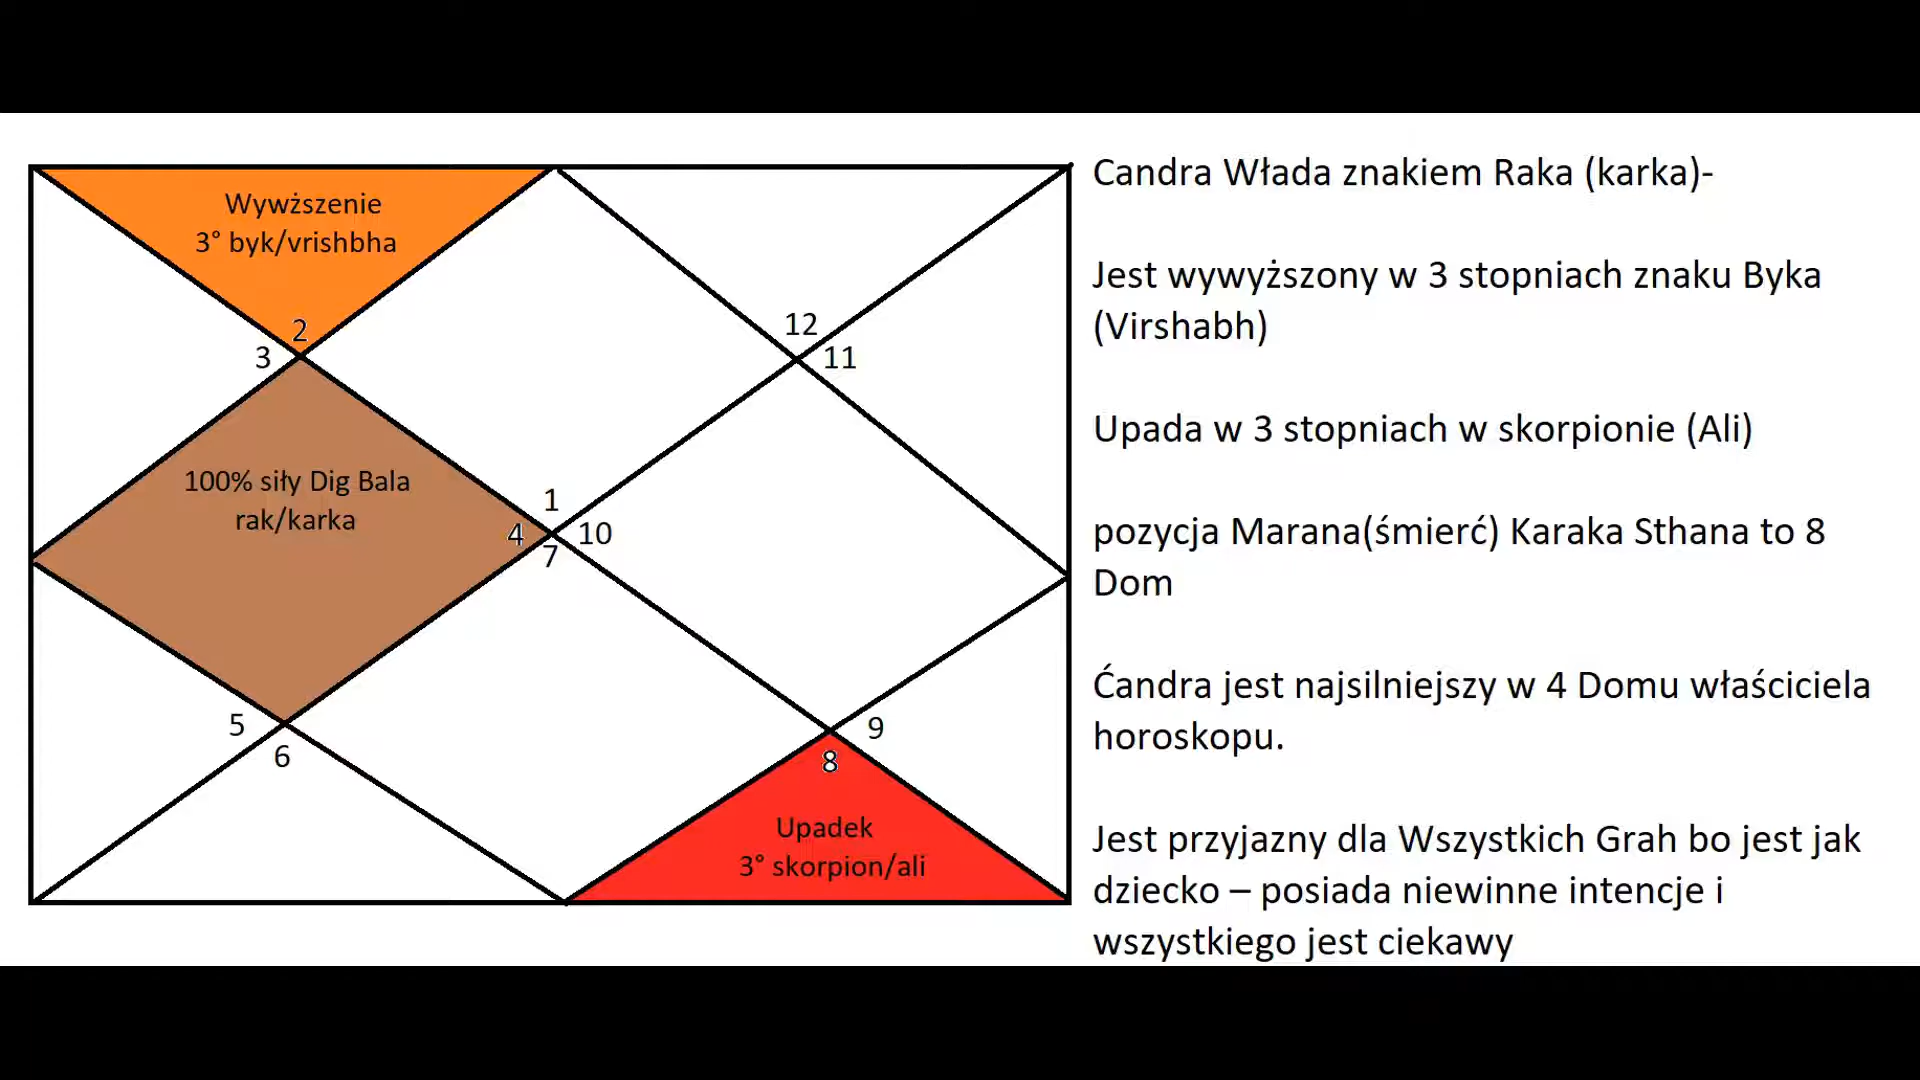 Wywższenie
3° byk/vrishbha
2
3
12
11
100% siły Dig Bala
rak/karka
1
4
10
7
5
6
9
8
Upadek
3° skorpion/ali
Candra Włada znakiem Raka (karka)-
Jest wywyższony w 3 stopniach znaku Byka
(Virshabh)
Upada w 3 stopniach w skorpionie (Ali)
pozycja Marana(śmierć) Karaka Sthana to 8
Dom
Ćandra jest najsilniejszy w 4 Domu właściciela
horoskopu.
Jest przyjazny dla Wszystkich Grah bo jest jak
dziecko – posiada niewinne intencje i
wszystkiego jest ciekawy